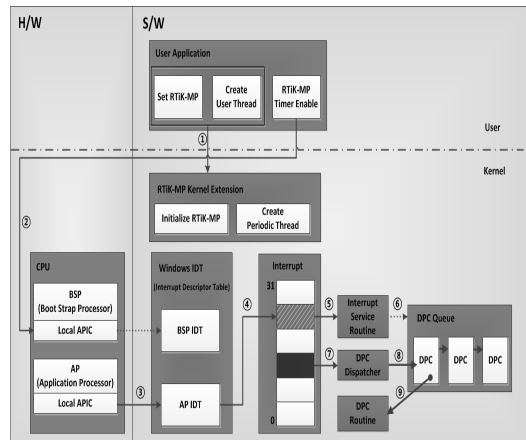 H/W
S/W
User Application
Set RTiK-MP
Create
User Thread
RTiK-MP
Timer Enable
①
User
Kernel
RTiK-MP Kernel Extension
Initialize RTiK-MP
Create
Periodic Thread
②
CPU
BSP
(Boot Strap Processor)
Local APIC
AP
(Application Processor)
Local APIC
③
Windows IDT
(Interrupt Descriptor Table)
BSP IDT
AP IDT
④
Interrupt
31
0
⑤
Interrupt
Service
Routine
⑥
⑦
DPC
Dispatcher
⑧
DPC Queue
DPC
DPC
DPC
⑨
DPC
Routine